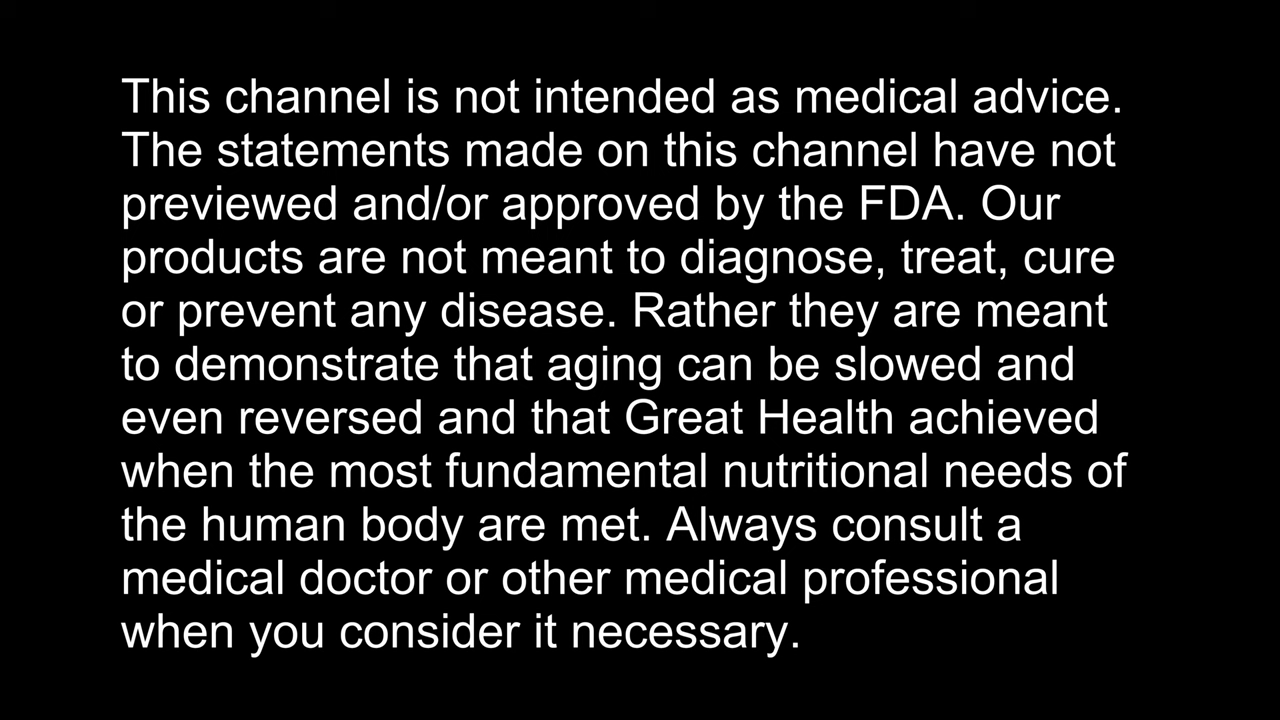 This channel is not intended as medical advice.
The statements made on this channel have not
previewed and/or approved by the FDA. Our
products are not meant to diagnose, treat, cure
or prevent any disease. Rather they are meant
to demonstrate that aging can be slowed and
even reversed and that Great Health achieved
when the most fundamental nutritional needs of
the human body are met. Always consult a
medical doctor or other medical professional
when you consider it necessary.